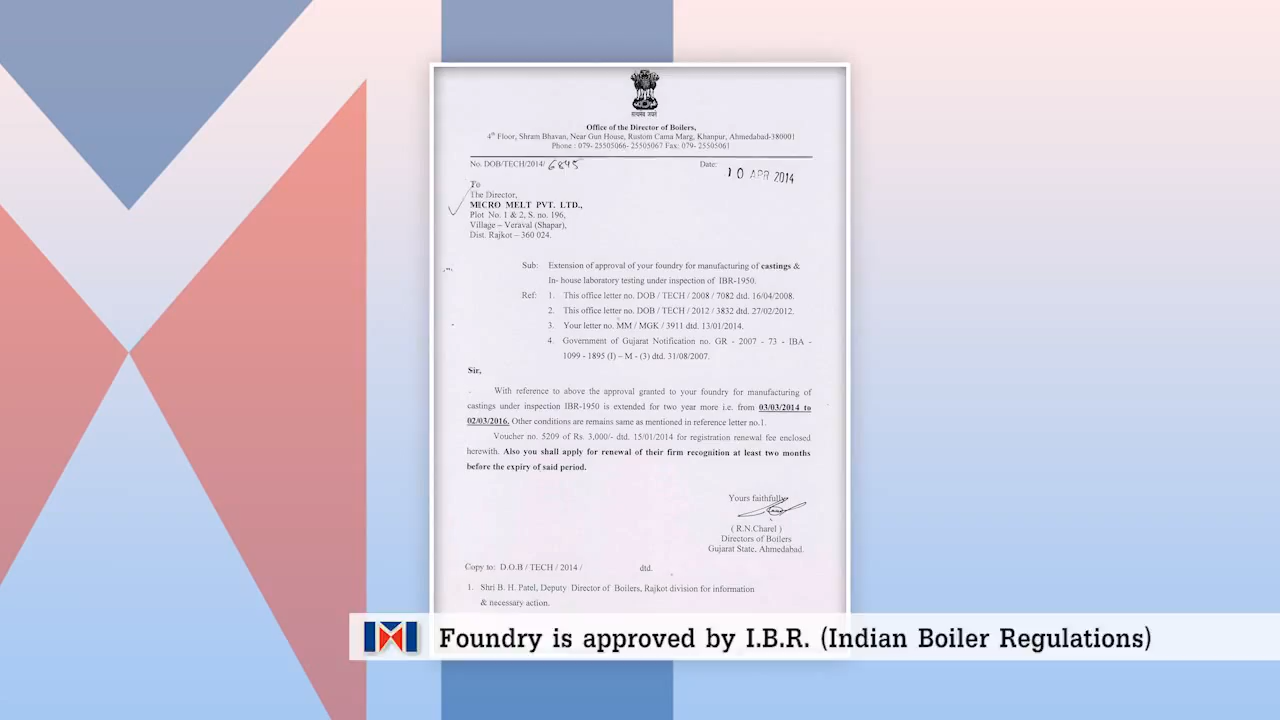 सत्यमेव जयते
Office of the Director of Boilers,
4th Floor, Shram Bhavan, Near Gun House, Rustom Cama Marg, Khanpur, Ahmedabad-380001
Phone : 079- 25505066- 25505067 Fax: 079- 25505061
No. DOB/TECH/2014/ 6845
Date: 10 APR 2014
To
The Director,
MICRO MELT PVT. LTD.,
Plot No. 1 & 2, S. no. 196,
Village – Veraval (Shapar),
Dist. Rajkot – 360 024.
Sub: Extension of approval of your foundry for manufacturing of castings &
In- house laboratory testing under inspection of IBR-1950.
Ref: 1. This office letter no. DOB / TECH / 2008 / 7082 dtd. 16/04/2008.
2. This office letter no. DOB / TECH / 2012 / 3832 dtd. 27/02/2012.
3. Your letter no. MM / MGK / 3911 dtd. 13/01/2014.
4. Government of Gujarat Notification no. GR - 2007 - 73 - IBA -
1099 - 1895 (I) – M - (3) dtd. 31/08/2007.
Sir,
With reference to above the approval granted to your foundry for manufacturing of
castings under inspection IBR-1950 is extended for two year more i.e. from 03/03/2014 to
02/03/2016. Other conditions are remains same as mentioned in reference letter no.1.
Voucher no. 5209 of Rs. 3,000/- dtd. 15/01/2014 for registration renewal fee enclosed
herewith. Also you shall apply for renewal of their firm recognition at least two months
before the expiry of said period.
Yours faithfully
( R.N.Charel )
Directors of Boilers
Gujarat State, Ahmedabad.
Copy to: D.O.B / TECH / 2014 / dtd.
1. Shri B. H. Patel, Deputy Director of Boilers, Rajkot division for information
& necessary action.
Foundry is approved by I.B.R. (Indian Boiler Regulations)